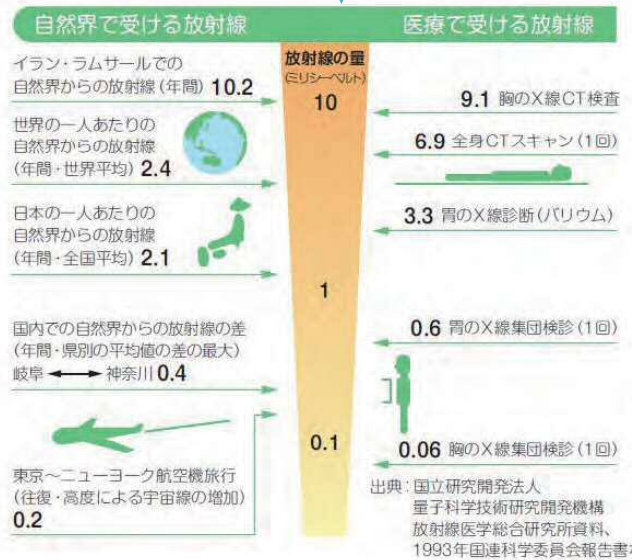 自然界で受ける放射線
イラン・ラムサールでの
自然界からの放射線(年間) 10.2
世界の一人あたりの
自然界からの放射線
(年間・世界平均) 2.4
日本の一人あたりの
自然界からの放射線
(年間・全国平均) 2.1
国内での自然界からの放射線の差
(年間・県別の平均値の差の最大)
岐阜 ⟷ 神奈川 0.4
東京~ニューヨーク航空機旅行
(往復・高度による宇宙線の増加)
0.2
放射線の量
(ミリシーベルト)
10
1
0.1
医療で受ける放射線
9.1 胸のX線CT検査
6.9 全身CTスキャン(1回)
3.3 胃のX線診断(バリウム)
0.6 胃のX線集団検診(1回)
0.06 胸のX線集団検診(1回)
出典:国立研究開発法人
量子科学技術研究開発機構
放射線医学総合研究所資料、
1993年国連科学委員会報告書